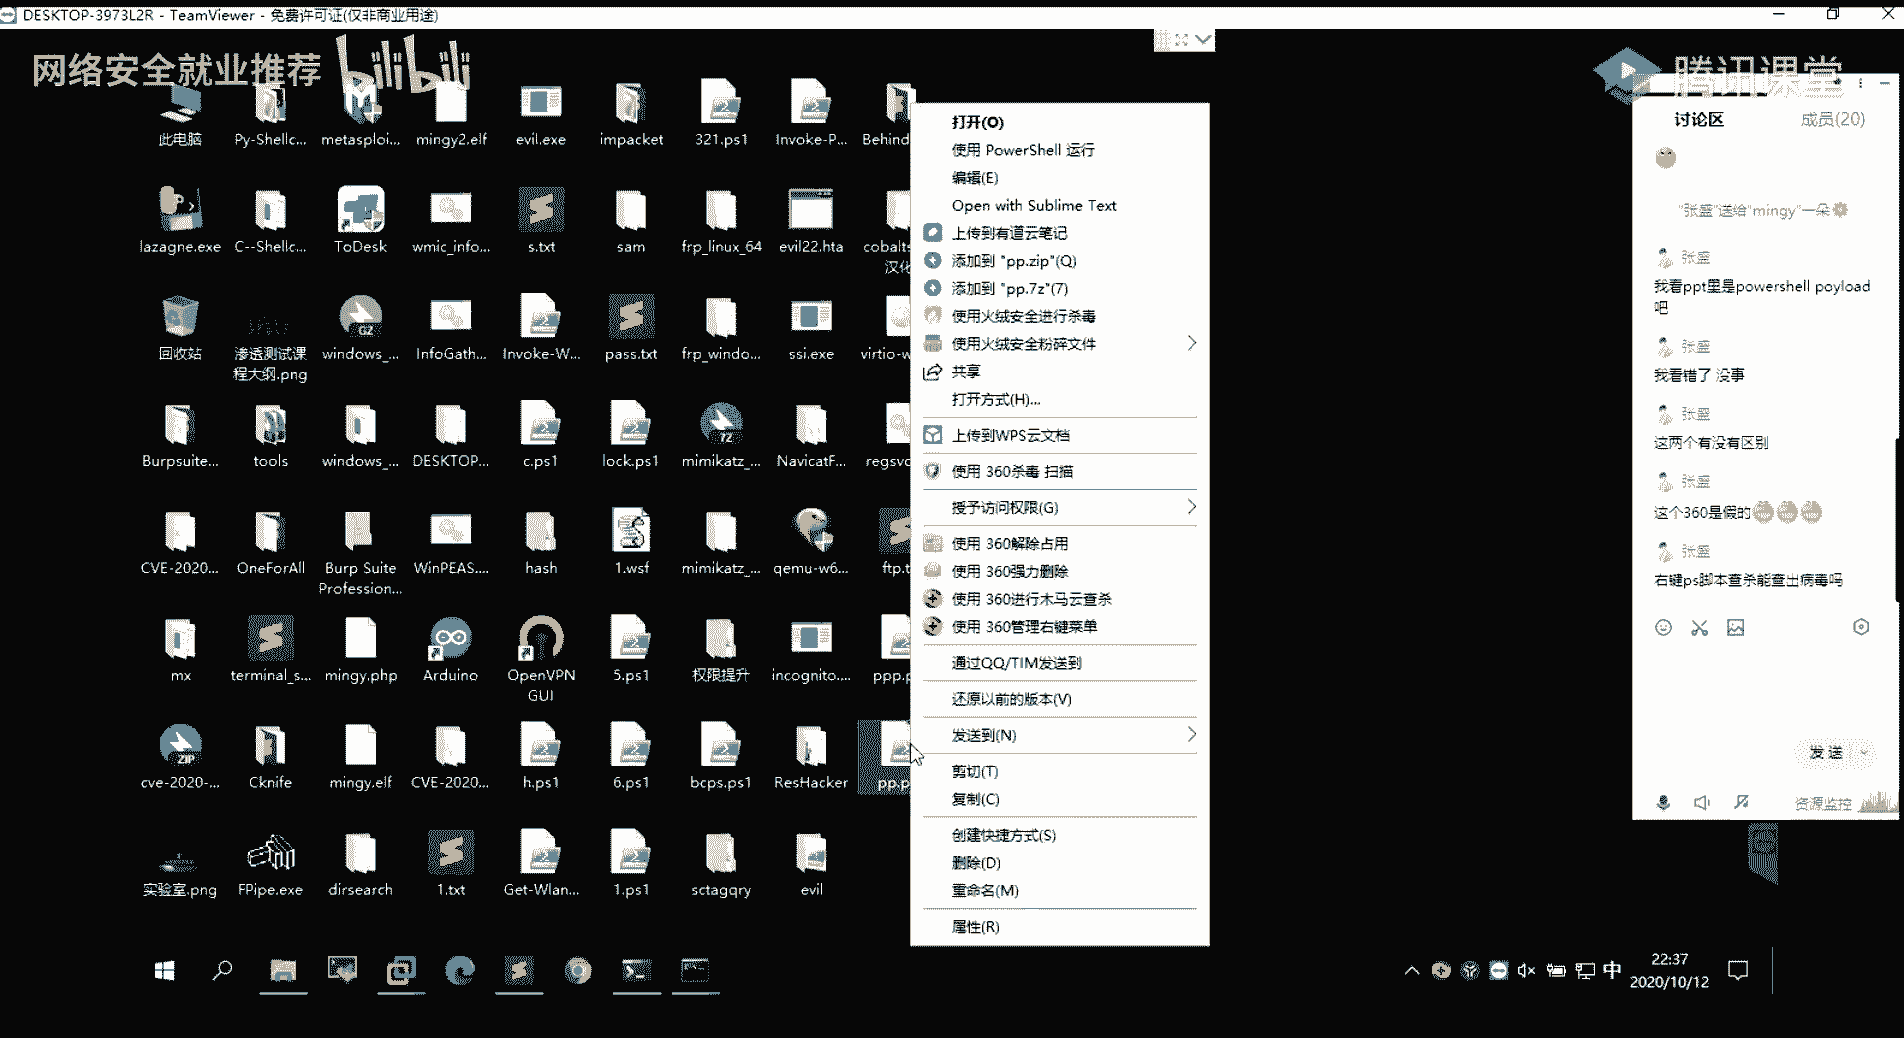 DESKTOP-3973L2R - TeamViewer - 免费许可证(仅非商业用途)
网络安全就业推荐
bilibili
腾讯课堂
此电脑
Py-Shellc...
metasploi...
mingy2.elf
evil.exe
impacket
321.ps1
Invoke-P...
Behind
lazagne.exe
C--Shellc...
ToDesk
wmic_info...
s.txt
sam
frp_linux_64
evil22.hta
cobalts
汉化
回收站
渗透测试课
程大纲.png
windows_...
InfoGath...
Invoke-W...
pass.txt
frp_windo...
ssi.exe
virtio-w
Burpsuite...
tools
windows_...
DESKTOP...
c.ps1
lock.ps1
mimikatz_...
NavicatF...
regsvc
CVE-2020...
OneForAll
Burp Suite
Profession...
WinPEAS....
hash
1.wsf
mimikatz_...
qemu-w6...
ftp.t
mx
terminal_s...
mingy.php
Arduino
OpenVPN
GUI
5.ps1
权限提升
incognito....
ppp.p
cve-2020-...
Cknife
mingy.elf
CVE-2020...
h.ps1
6.ps1
bcps.ps1
ResHacker
pp.p
实验室.png
FPipe.exe
dirsearch
1.txt
Get-Wlan...
1.ps1
sctagqry
evil
打开(O)
使用 PowerShell 运行
编辑(E)
Open with Sublime Text
上传到有道云笔记
添加到 "pp.zip"(Q)
添加到 "pp.7z"(7)
使用火绒安全进行杀毒
使用火绒安全粉碎文件
共享
打开方式(H)...
上传到WPS云文档
使用 360杀毒 扫描
授予访问权限(G)
使用 360解除占用
使用 360强力删除
使用 360进行木马云查杀
使用 360管理右键菜单
通过QQ/TIM发送到
还原以前的版本(V)
发送到(N)
剪切(T)
复制(C)
创建快捷方式(S)
删除(D)
重命名(M)
属性(R)
讨论区
成员(20)
"张盛"送给"mingy"一朵
张盛
我看ppt里是powershell poyload
吧
张盛
我看错了 没事
张盛
这两个有没有区别
张盛
这个360是假的
张盛
右键ps脚本查杀能查出病毒吗
发送
资源监控
中
22:37
2020/10/12